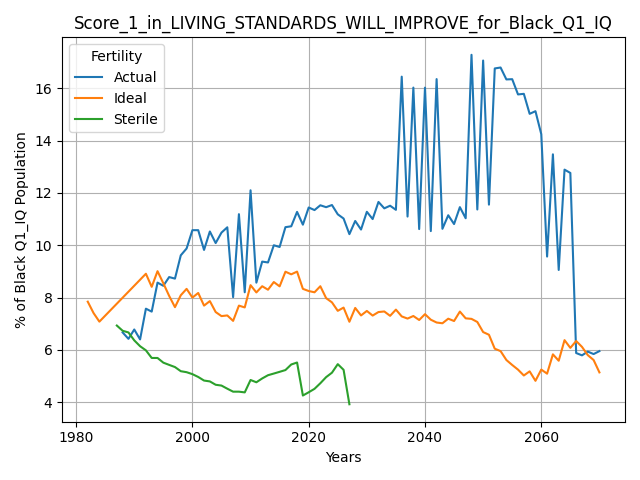 Score_1_in_LIVING_STANDARDS_WILL_IMPROVE_for_Black_Q1_IQ
Fertility
Actual
Ideal
Sterile
% of Black Q1_IQ Population
16
14
12
10
8
6
4
1980
2000
2020
2040
2060
Years